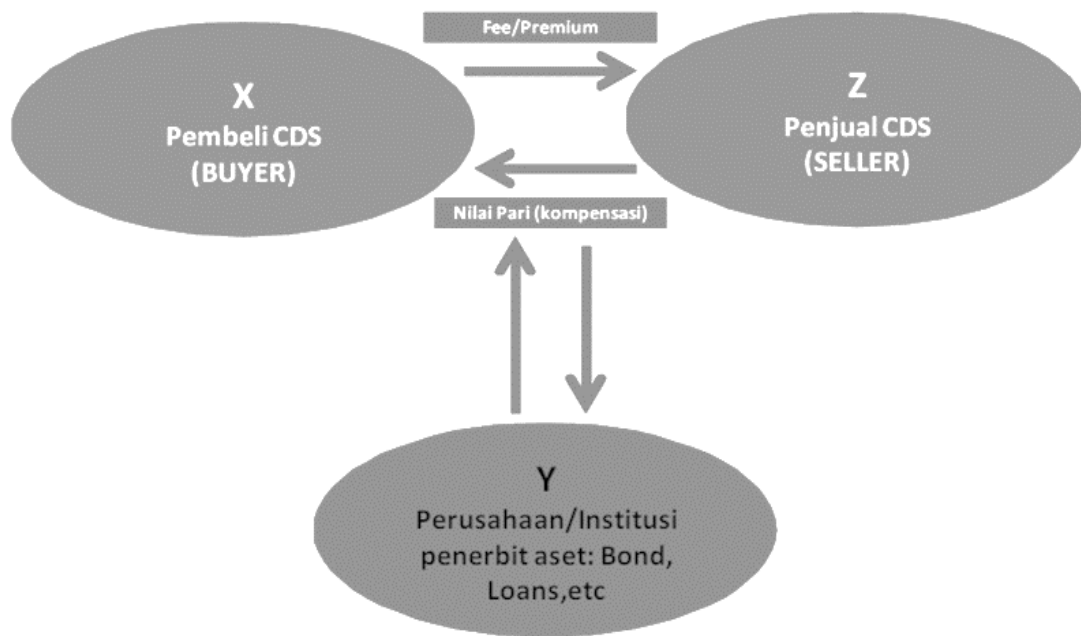 Fee/Premium
X
Pembeli CDS
(BUYER)
Z
Penjual CDS
(SELLER)
Nilai Pari (kompensasi)
Y
Perusahaan/Institusi
penerbit aset: Bond,
Loans,etc